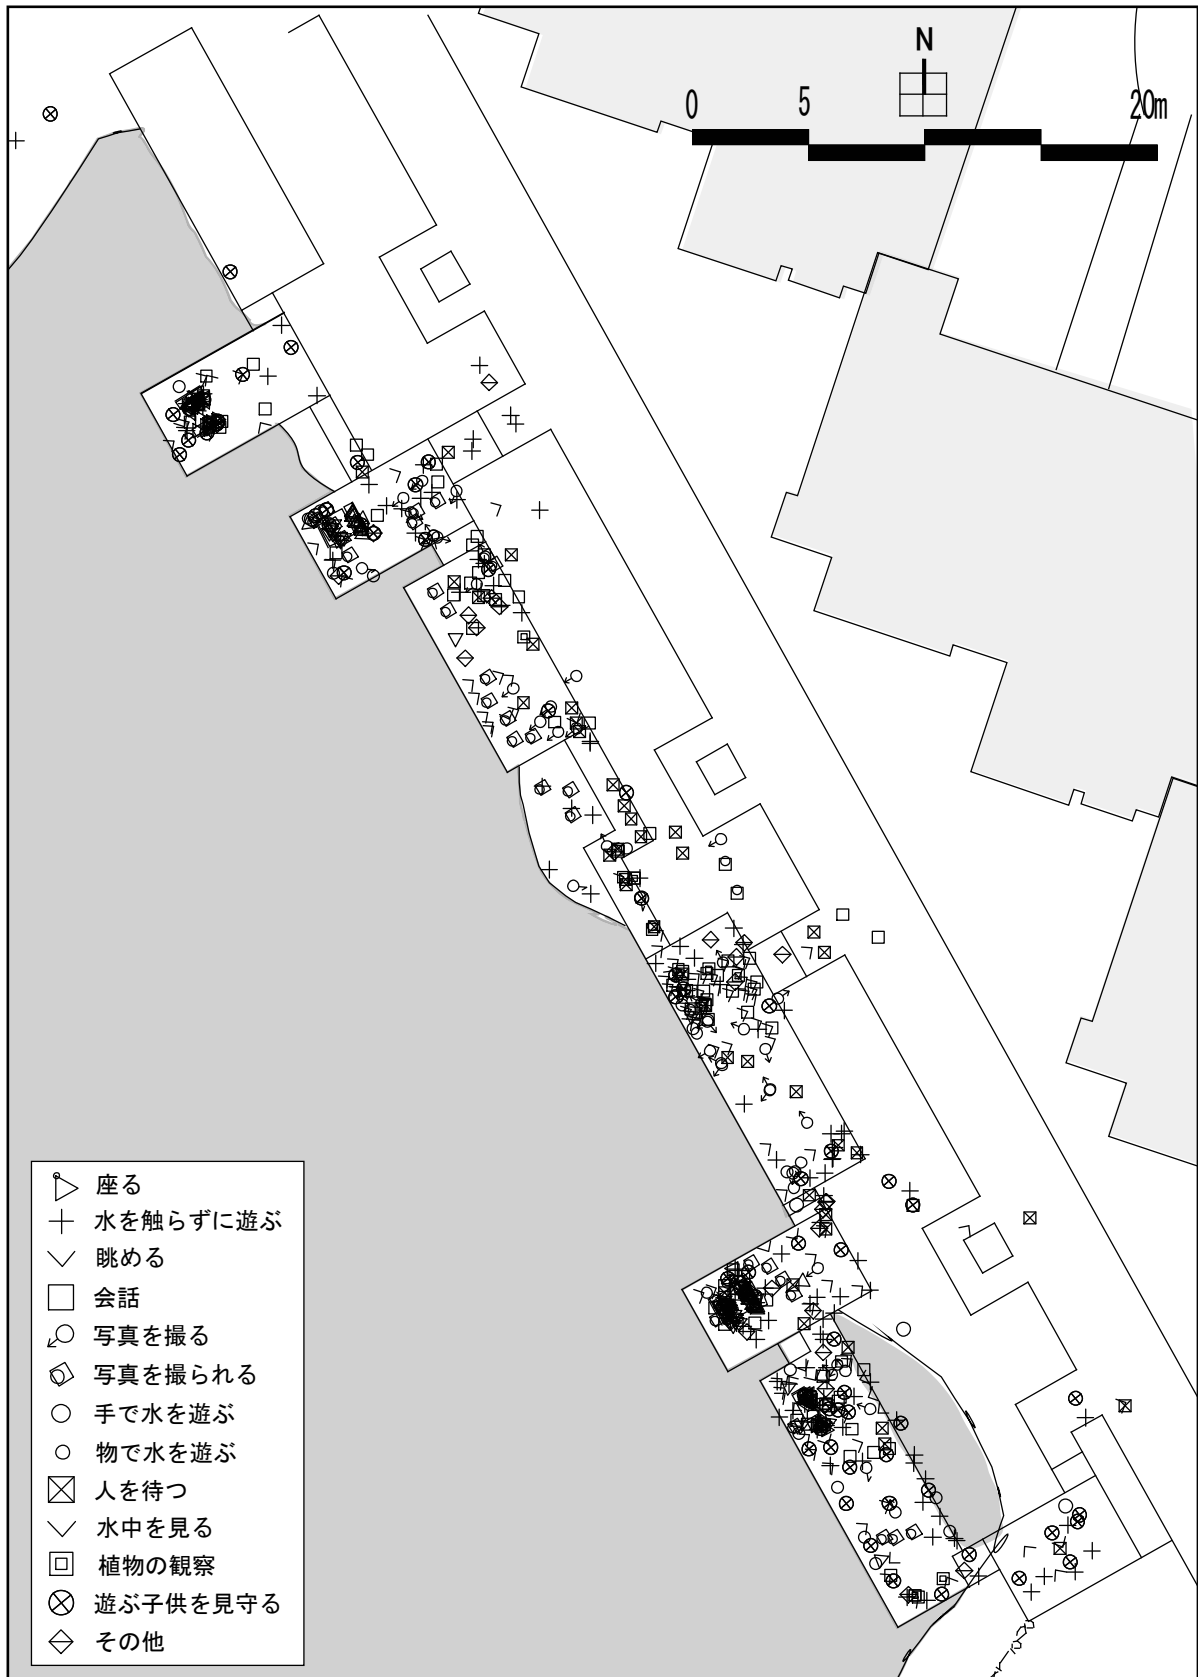 N
0 5 20m
座る
水を触らずに遊ぶ
眺める
会話
写真を撮る
写真を撮られる
手で水を遊ぶ
物で水を遊ぶ
人を待つ
水中を見る
植物の観察
遊ぶ子供を見守る
その他